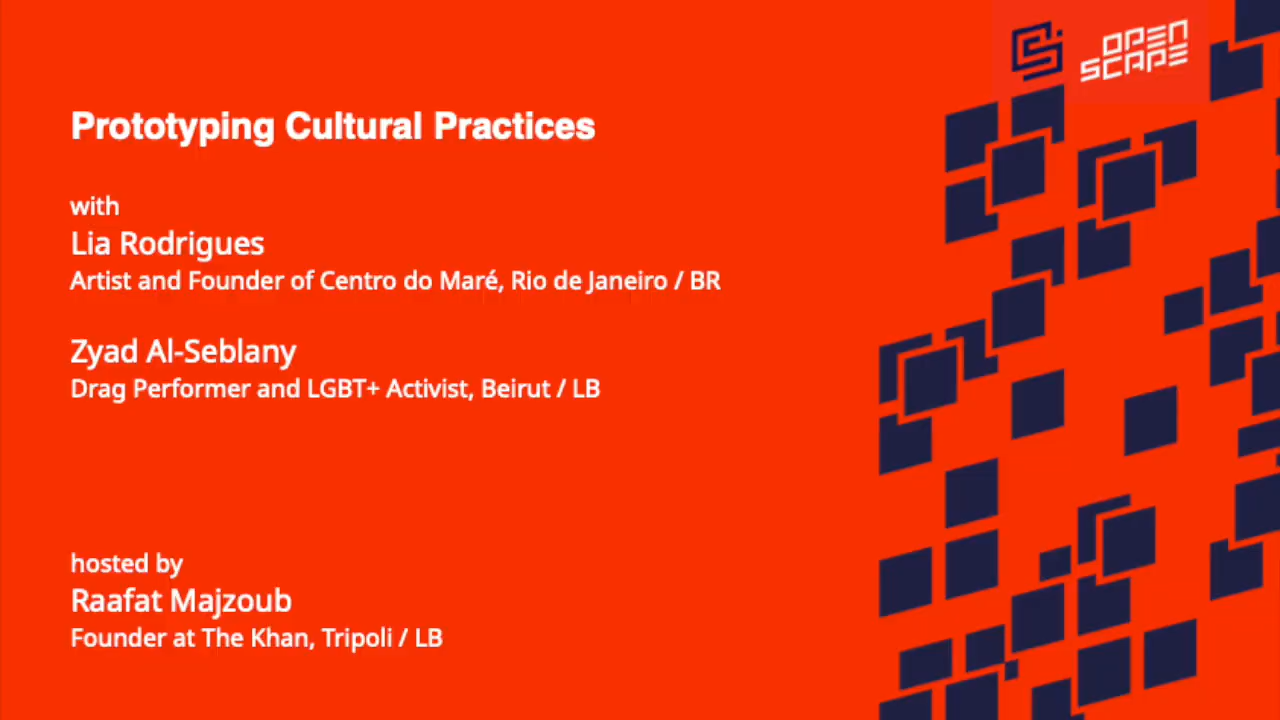 OPEN
SCAPE
Prototyping Cultural Practices
with
Lia Rodrigues
Artist and Founder of Centro do Maré, Rio de Janeiro / BR
Zyad Al-Seblany
Drag Performer and LGBT+ Activist, Beirut / LB
hosted by
Raafat Majzoub
Founder at The Khan, Tripoli / LB